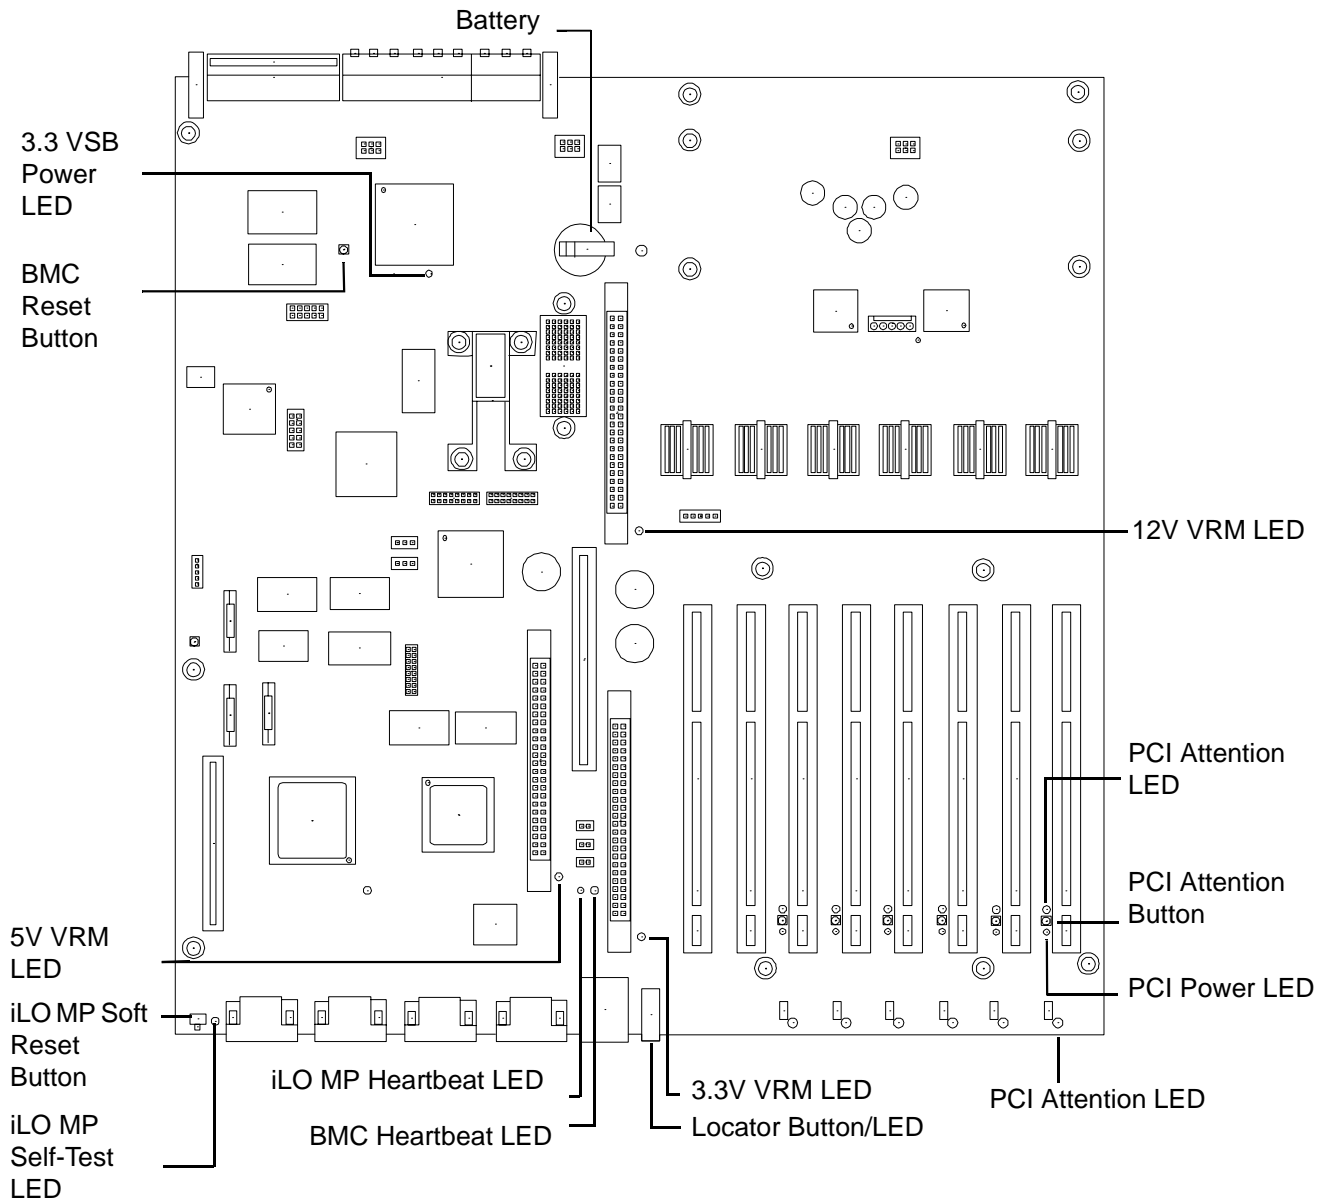 Battery
3.3 VSB
Power
LED
BMC
Reset
Button
12V VRM LED
PCI Attention
LED
PCI Attention
Button
5V VRM
LED
PCI Power LED
iLO MP Soft
Reset
Button
iLO MP Heartbeat LED
3.3V VRM LED
PCI Attention LED
iLO MP
Self-Test
LED
BMC Heartbeat LED
Locator Button/LED